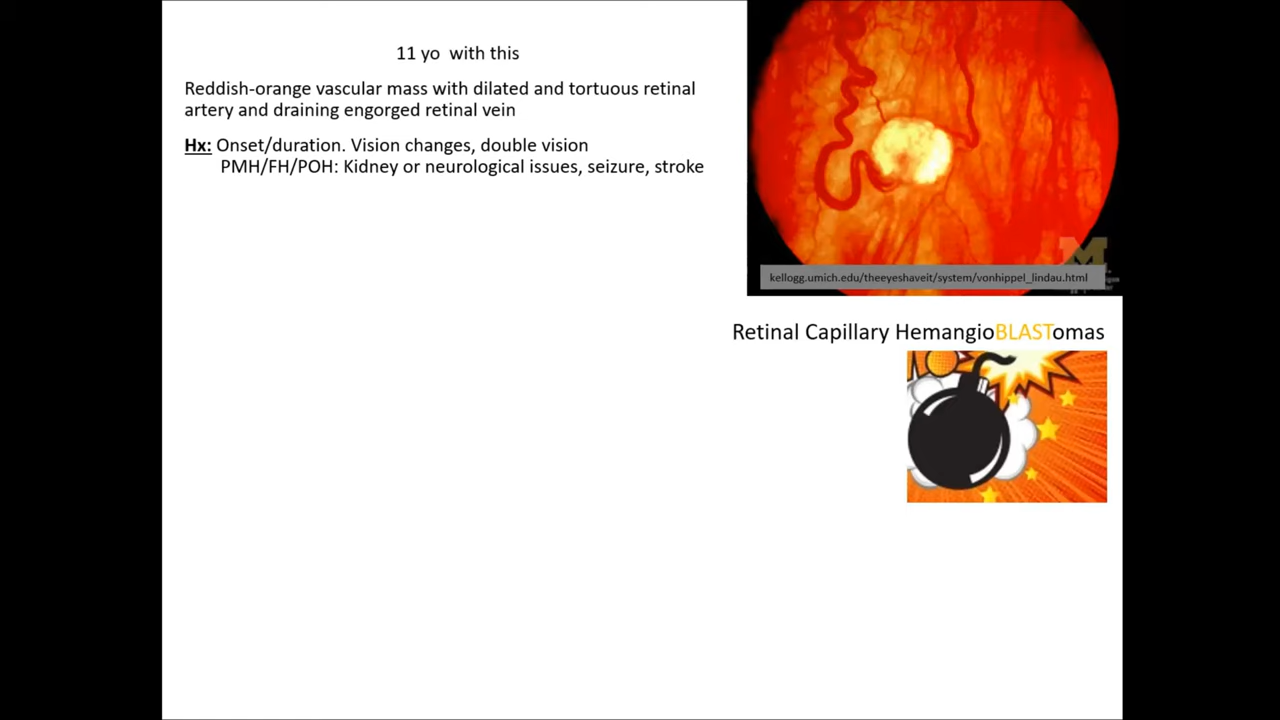 11 yo with this
Reddish-orange vascular mass with dilated and tortuous retinal
artery and draining engorged retinal vein
Hx: Onset/duration. Vision changes, double vision
PMH/FH/POH: Kidney or neurological issues, seizure, stroke
M
kellogg.umich.edu/theeyeshaveit/system/vonhippel_lindau.html
Retinal Capillary HemangioBLASTomas